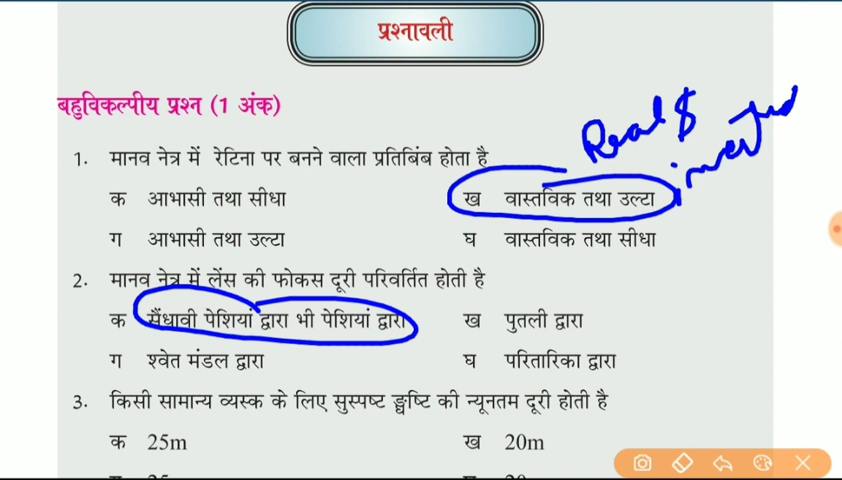 प्रश्नावली
बहुविकल्पीय प्रश्न (1 अंक)
Real &
inverted
1. मानव नेत्र में रेटिना पर बनने वाला प्रतिबिंब होता है
क आभासी तथा सीधा ख वास्तविक तथा उल्टा
ग आभासी तथा उल्टा घ वास्तविक तथा सीधा
2. मानव नेत्र में लेंस की फोकस दूरी परिवर्तित होती है
क सैंधावी पेशियां द्वारा भी पेशियां द्वारा ख पुतली द्वारा
ग श्वेत मंडल द्वारा घ परितारिका द्वारा
3. किसी सामान्य व्यस्क के लिए सुस्पष्ट ङ्घष्टि की न्यूनतम दूरी होती है
क 25m ख 20m